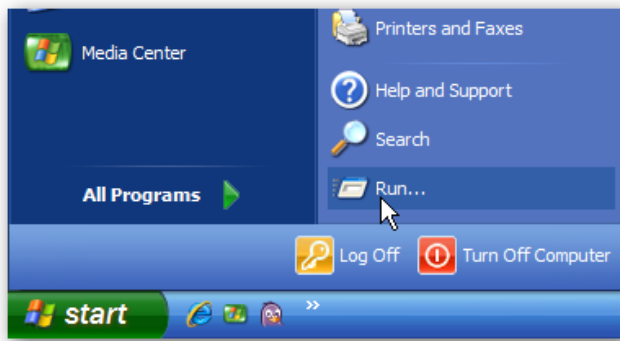 Printers and Faxes
Media Center
Help and Support
Search
All Programs
Run...
Log Off
Turn Off Computer
start